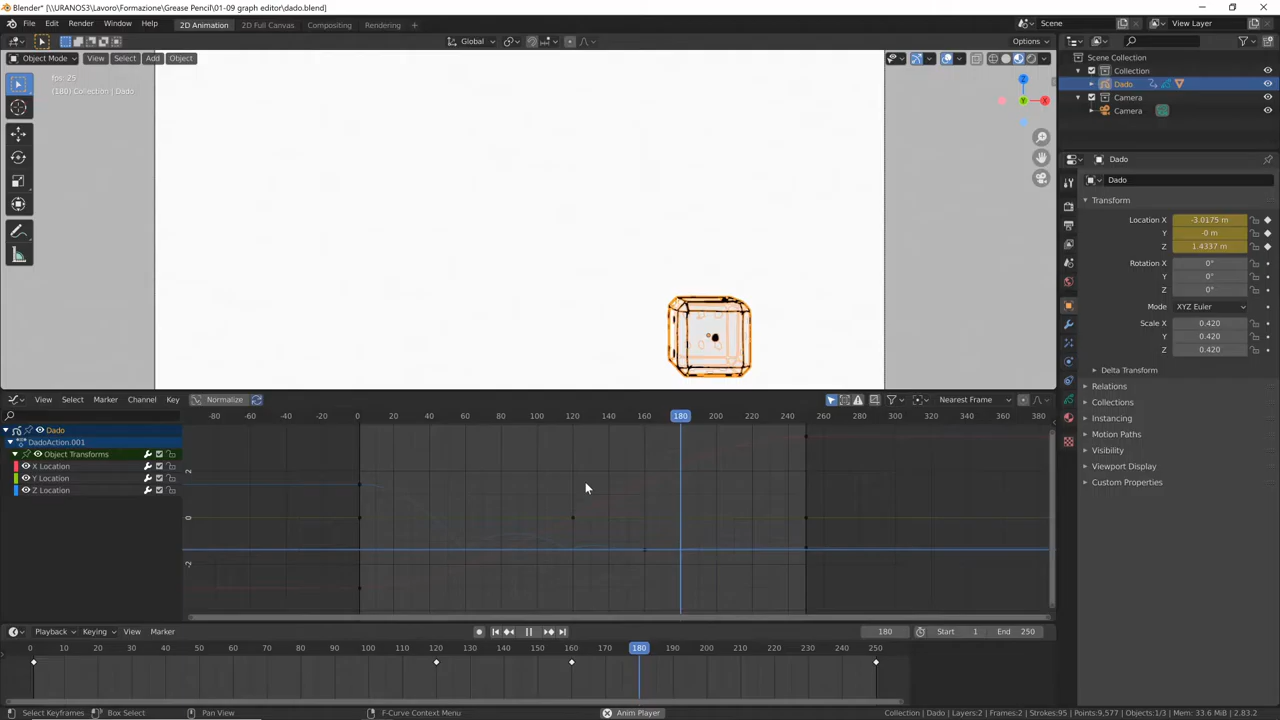 Blender* [\\URANOS3\Lavoro\Formazione\Grease Pencil\01-09 graph editor\dado.blend]
File Edit Render Window Help 2D Animation 2D Full Canvas Compositing Rendering Scene View Layer
Global Options
Object Mode View Select Add Object
fps: 25
(180) Collection | Dado
Z
Y
X
Scene Collection
Collection
Dado
Camera
Camera
Dado
Dado
Transform
Location X -3.0175 m
Y -0 m
Z 1.4337 m
Rotation X 0°
Y 0°
Z 0°
Mode XYZ Euler
Scale X 0.420
Y 0.420
Z 0.420
Delta Transform
Relations
Collections
Instancing
Motion Paths
Visibility
Viewport Display
Custom Properties
View Select Marker Channel Key Normalize Nearest Frame
-80 -60 -40 -20 0 20 40 60 80 100 120 140 160 180 200 220 240 260 280 300 320 340 360 380
Dado
DadoAction.001
Object Transforms
X Location
Y Location
Z Location
2
0
-2
Playback Keying View Marker 180 Start 1 End 250
0 10 20 30 40 50 60 70 80 90 100 110 120 130 140 150 160 170 180 190 200 210 220 230 240 250
Select Keyframes Box Select Pan View F-Curve Context Menu Anim Player Collection | Dado | Layers:2 | Frames:2 | Strokes:95 | Points:9,577 | Objects:1/3 | Mem: 33.6 MiB | 2.83.2